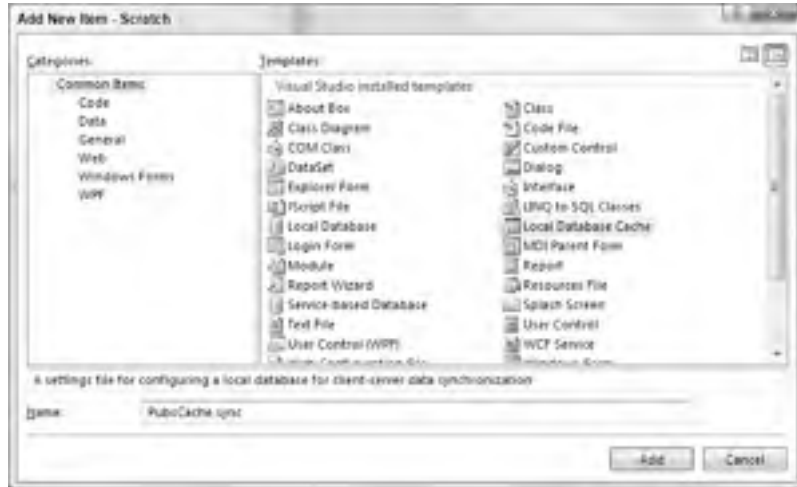 Add New Item - Scratch
Categories:
Templates:
Common Items
Code
Data
General
Web
Windows Forms
WPF
Visual Studio installed templates
About Box
Class
Class Diagram
Code File
COM Class
Custom Control
DataSet
Dialog
Explorer Form
Interface
JScript File
LINQ to SQL Classes
Local Database
Local Database Cache
Login Form
MDI Parent Form
Module
Report
Report Wizard
Resources File
Service-based Database
Splash Screen
Text File
User Control
User Control (WPF)
WCF Service
A settings file for configuring a local database for client-server data synchronization
Name:
PubsCache.sync
Add
Cancel